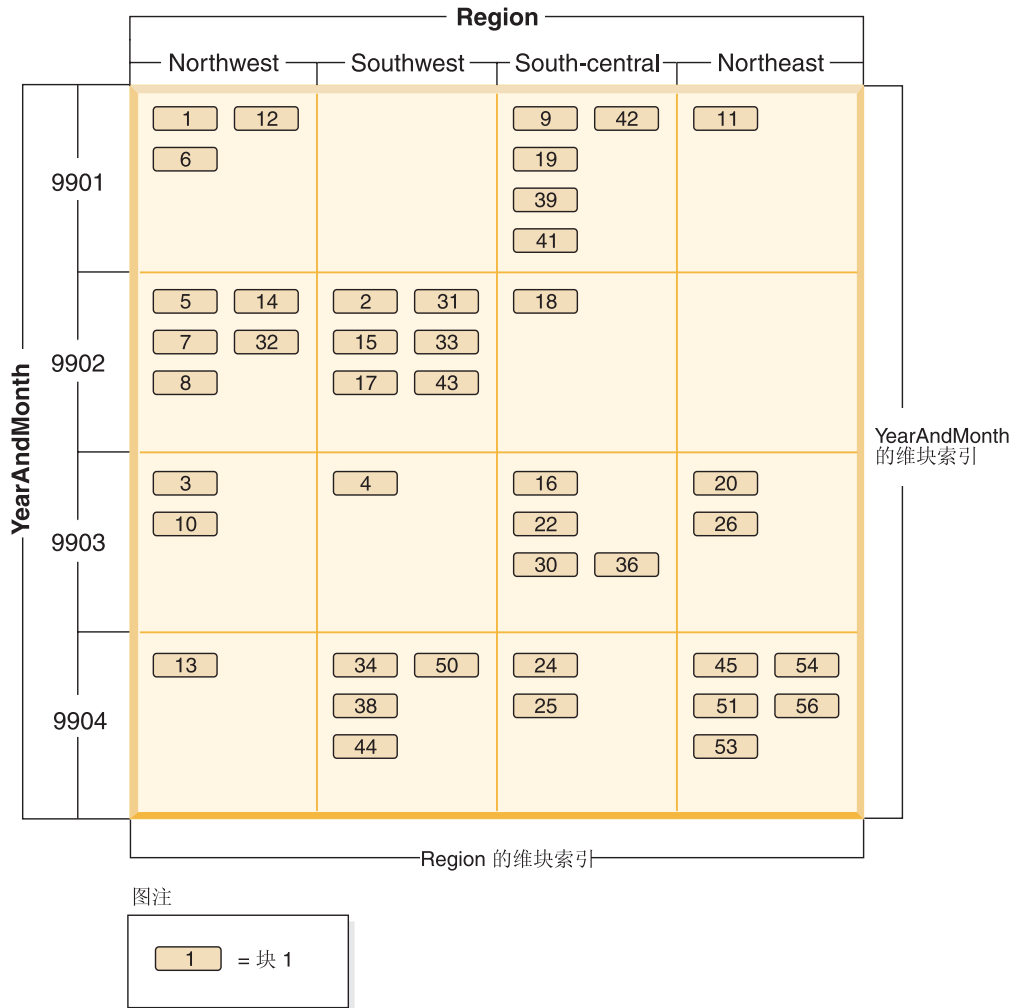 Region
Northwest Southwest South-central Northeast
YearAndMonth
9901
1 12 9 42 11
6 19
39
41
9902
5 14 2 31 18
7 32 15 33
8 17 43
YearAndMonth
的维块索引
9903
3 4 16 20
10 22 26
30 36
9904
13 34 50 24 45 54
38 25 51 56
44 53
Region 的维块索引
图注
1 = 块 1